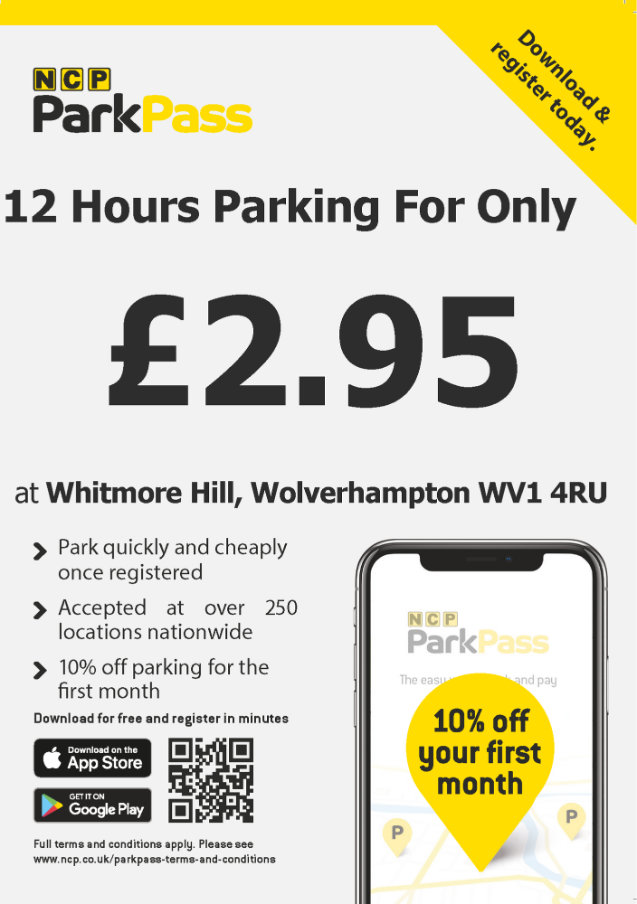 Download &
register today.
NCP
ParkPass
12 Hours Parking For Only
£2.95
at Whitmore Hill, Wolverhampton WV1 4RU
Park quickly and cheaply
once registered
Accepted at over 250
locations nationwide
10% off parking for the
first month
Download for free and register in minutes
Download on the
App Store
GET IT ON
Google Play
Full terms and conditions apply. Please see
www.ncp.co.uk/parkpass-terms-and-conditions
NCP
ParkPass
The easy and pay
10% off
your first
month
P
P